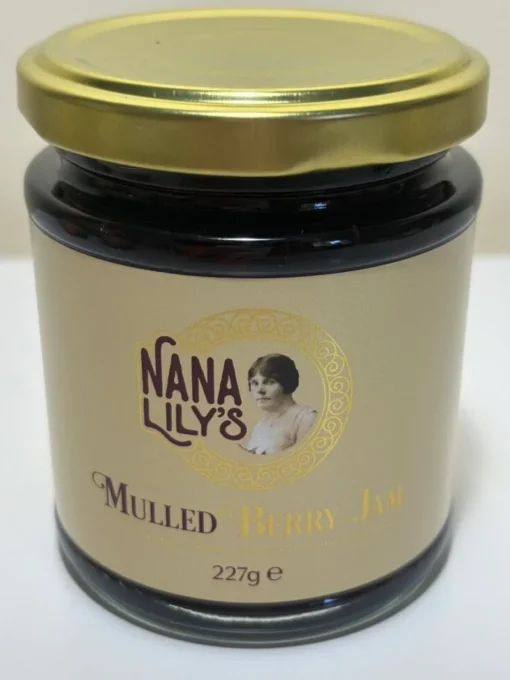 NANA
LILY'S
MULLED BERRY JAM
227g ℮